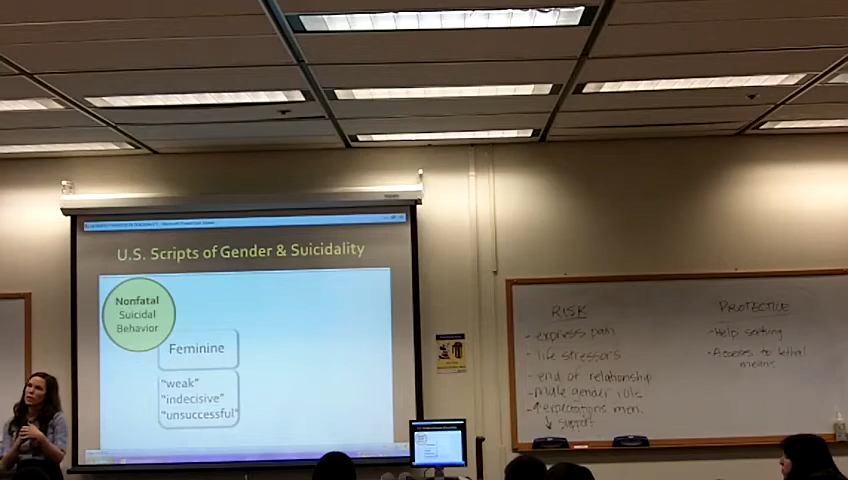 U.S. Scripts of Gender & Suicidality
Nonfatal
Suicidal
Behavior
Feminine
"weak"
"indecisive"
"unsuccessful"
RISK
- express pain
- life stressors
- end of relationship
- male gender role
- ↑ expectations men
↓ support
PROTECTIVE
- Help seeking
- Access to lethal
means